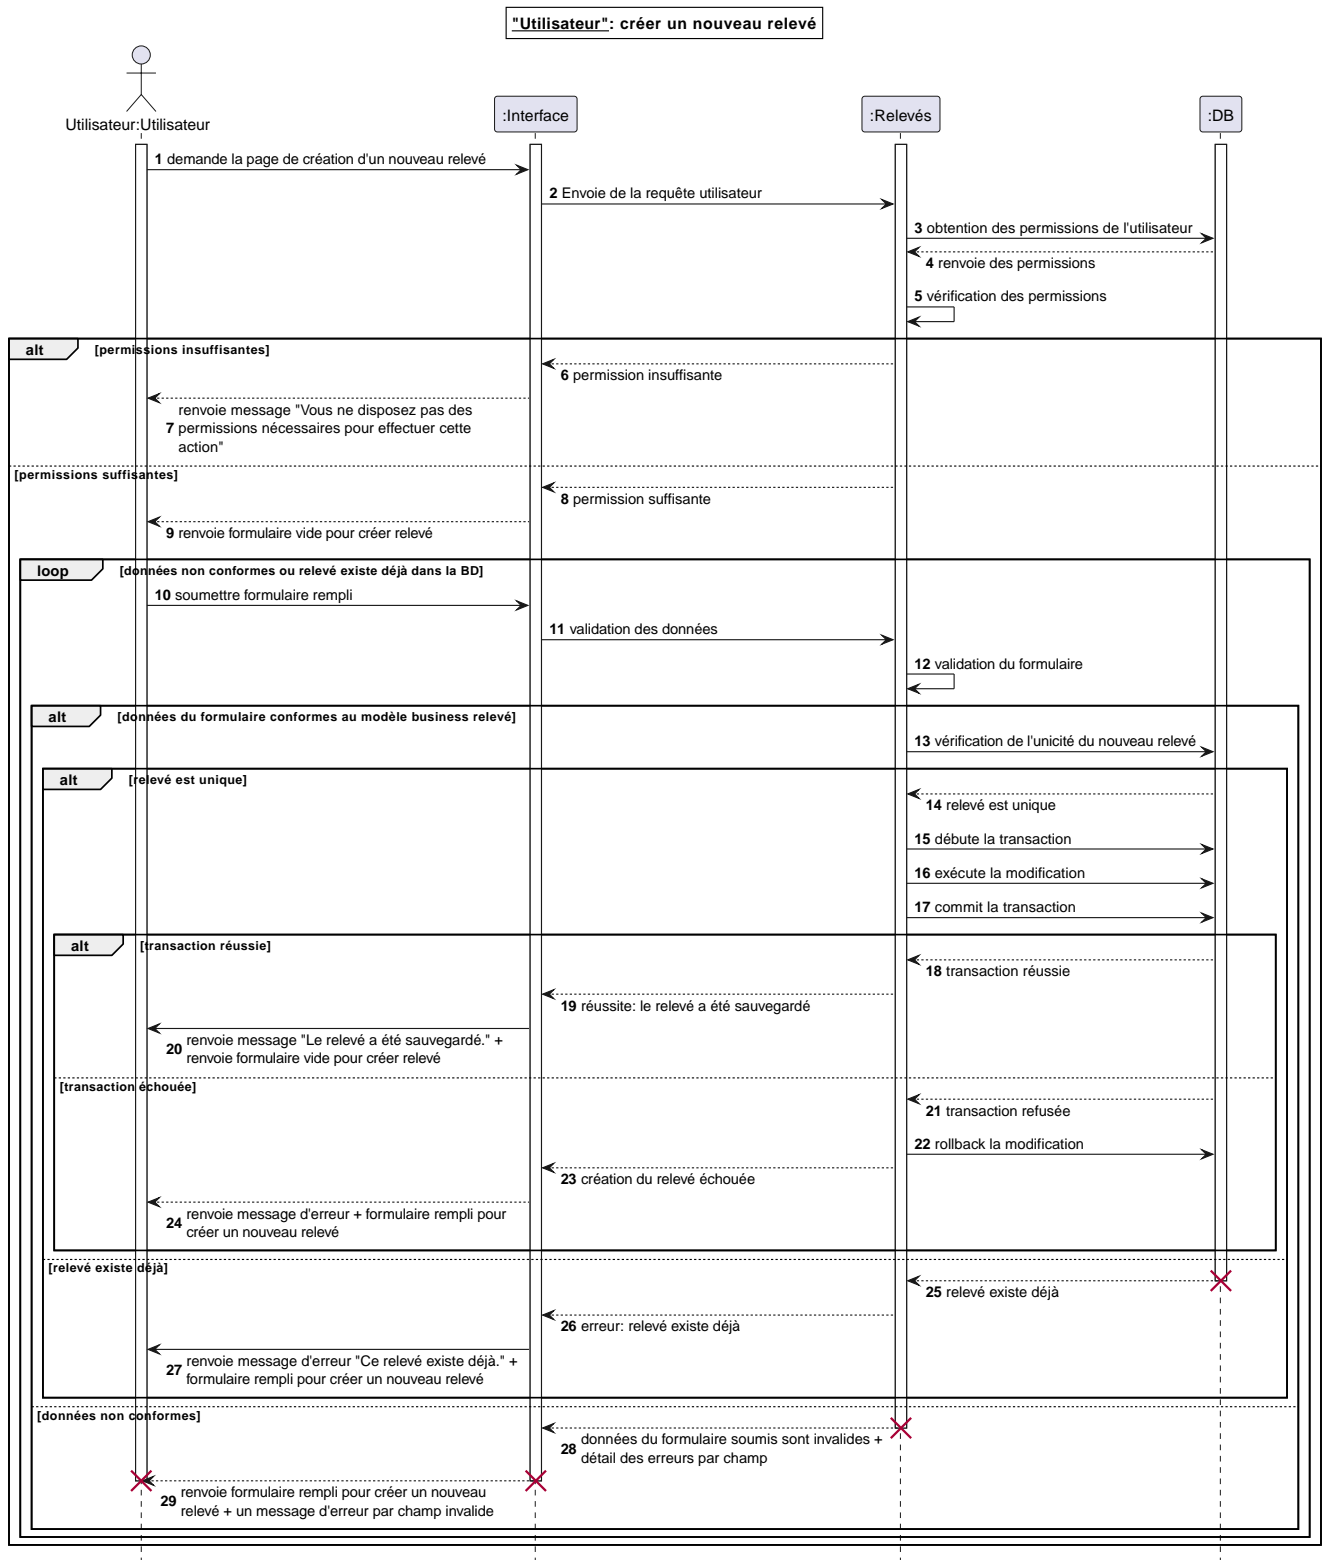 "Utilisateur": créer un nouveau relevé
Utilisateur:Utilisateur
:Interface
:Relevés
:DB
1 demande la page de création d'un nouveau relevé
2 Envoie de la requête utilisateur
3 obtention des permissions de l'utilisateur
4 renvoie des permissions
5 vérification des permissions
alt [permissions insuffisantes]
6 permission insuffisante
renvoie message "Vous ne disposez pas des
7 permissions nécessaires pour effectuer cette
action"
[permissions suffisantes]
8 permission suffisante
9 renvoie formulaire vide pour créer relevé
loop [données non conformes ou relevé existe déjà dans la BD]
10 soumettre formulaire rempli
11 validation des données
12 validation du formulaire
alt [données du formulaire conformes au modèle business relevé]
13 vérification de l'unicité du nouveau relevé
alt [relevé est unique]
14 relevé est unique
15 débute la transaction
16 exécute la modification
17 commit la transaction
alt [transaction réussie]
18 transaction réussie
19 réussite: le relevé a été sauvegardé
20 renvoie message "Le relevé a été sauvegardé." +
renvoie formulaire vide pour créer relevé
[transaction échouée]
21 transaction refusée
22 rollback la modification
23 création du relevé échouée
24 renvoie message d'erreur + formulaire rempli pour
créer un nouveau relevé
[relevé existe déjà]
25 relevé existe déjà
26 erreur: relevé existe déjà
27 renvoie message d'erreur "Ce relevé existe déjà." +
formulaire rempli pour créer un nouveau relevé
[données non conformes]
28 données du formulaire soumis sont invalides +
détail des erreurs par champ
29 renvoie formulaire rempli pour créer un nouveau
relevé + un message d'erreur par champ invalide